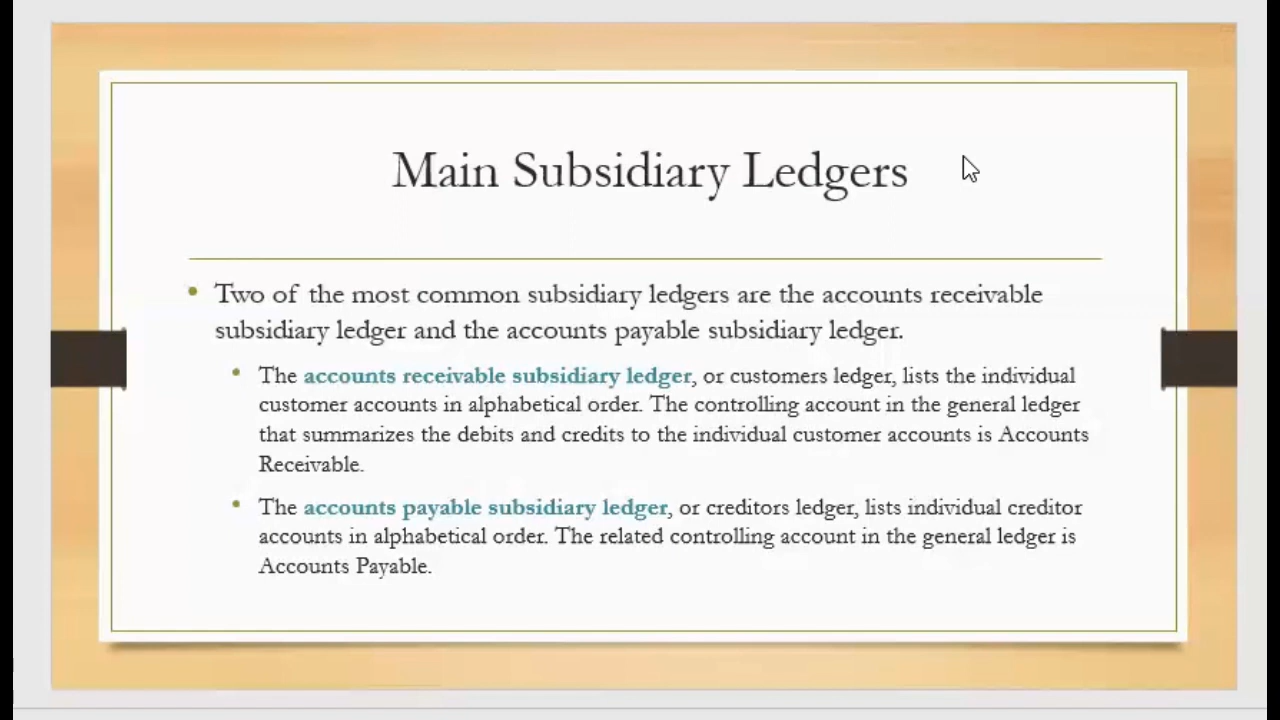 Main Subsidiary Ledgers
• Two of the most common subsidiary ledgers are the accounts receivable
subsidiary ledger and the accounts payable subsidiary ledger.
• The accounts receivable subsidiary ledger, or customers ledger, lists the individual
customer accounts in alphabetical order. The controlling account in the general ledger
that summarizes the debits and credits to the individual customer accounts is Accounts
Receivable.
• The accounts payable subsidiary ledger, or creditors ledger, lists individual creditor
accounts in alphabetical order. The related controlling account in the general ledger is
Accounts Payable.